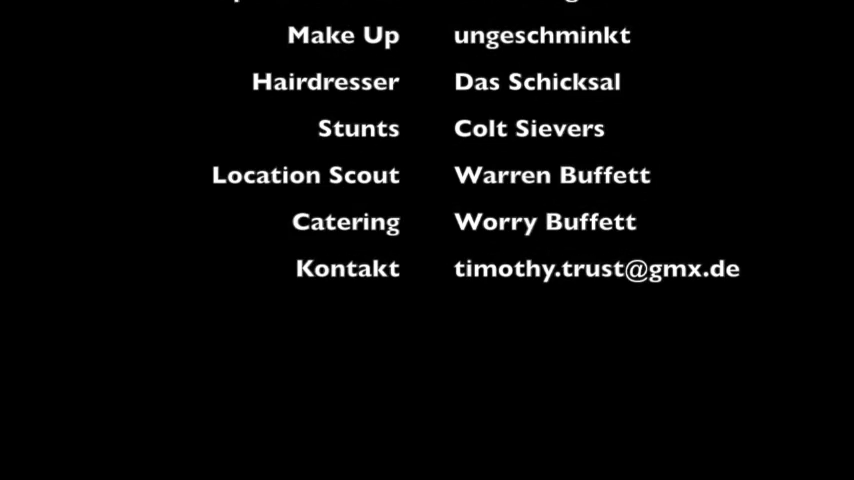 Make Up ungeschminkt
Hairdresser Das Schicksal
Stunts Colt Sievers
Location Scout Warren Buffett
Catering Worry Buffett
Kontakt timothy.trust@gmx.de